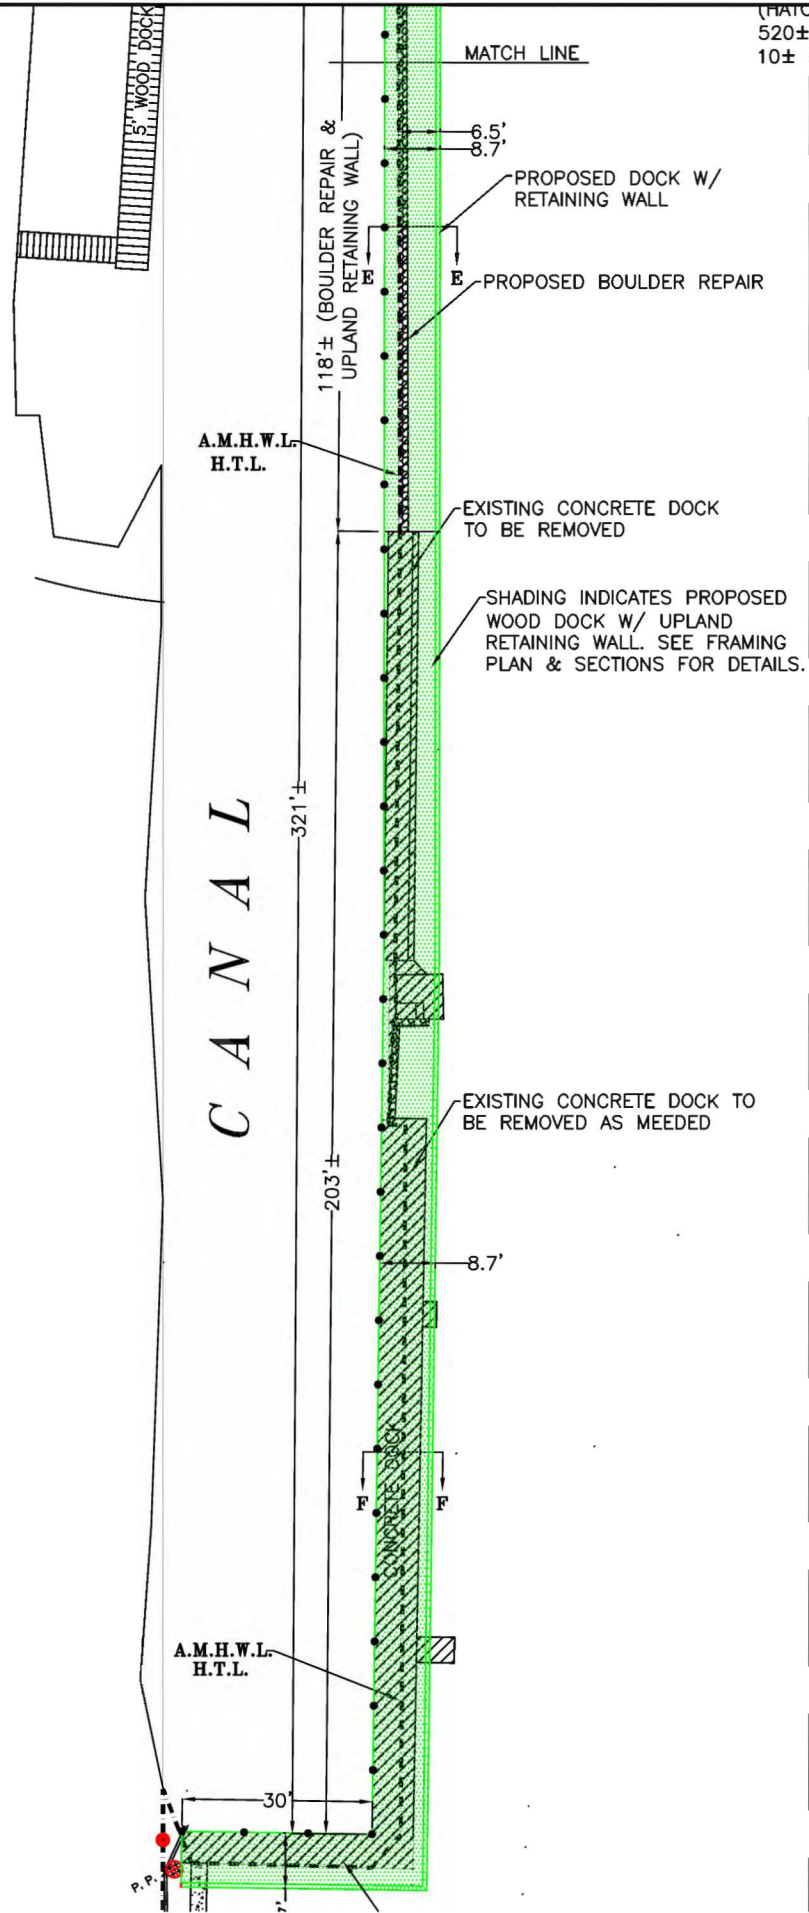 (HATC
520±
10±
5' WOOD DOCK
MATCH LINE
6.5'
8.7'
118'± (BOULDER REPAIR &
UPLAND RETAINING WALL)
PROPOSED DOCK W/
RETAINING WALL
E
E
PROPOSED BOULDER REPAIR
A.M.H.W.L.
H.T.L.
EXISTING CONCRETE DOCK
TO BE REMOVED
SHADING INDICATES PROPOSED
WOOD DOCK W/ UPLAND
RETAINING WALL. SEE FRAMING
PLAN & SECTIONS FOR DETAILS.
CANAL
321'±
203'±
EXISTING CONCRETE DOCK TO
BE REMOVED AS MEEDED
8.7'
CONCRETE DOCK
F
F
A.M.H.W.L.
H.T.L.
30'
P.P.